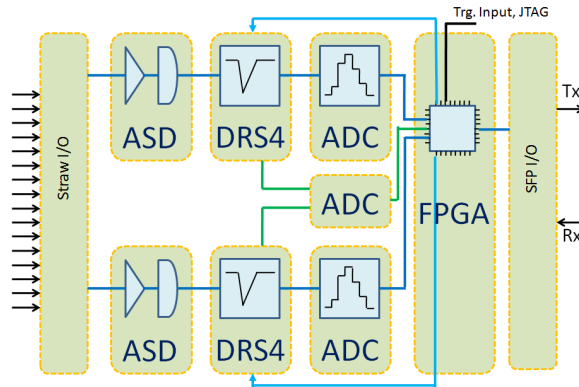 Trg. Input, JTAG
Straw I/O
ASD
DRS4
ADC
ADC
FPGA
SFP I/O
Tx
Rx
ASD
DRS4
ADC